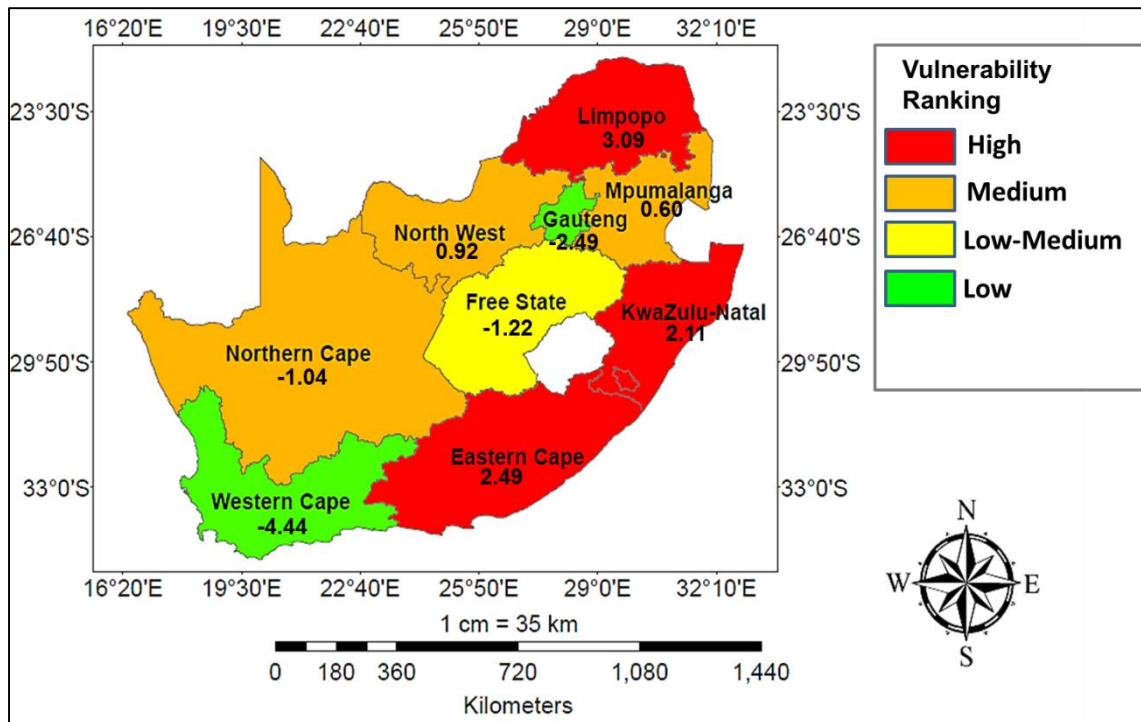 16°20'E 19°30'E 22°40'E 25°50'E 29°0'E 32°10'E
23°30'S
26°40'S
29°50'S
33°0'S
Limpopo
3.09
Mpumalanga
0.60
Gauteng
-2.49
North West
0.92
Free State
-1.22
KwaZulu-Natal
2.11
Northern Cape
-1.04
Eastern Cape
2.49
Western Cape
-4.44
23°30'S
26°40'S
29°50'S
33°0'S
16°20'E 19°30'E 22°40'E 25°50'E 29°0'E 32°10'E
1 cm = 35 km
0 180 360 720 1,080 1,440
Kilometers
Vulnerability
Ranking
High
Medium
Low-Medium
Low
N
W E
S